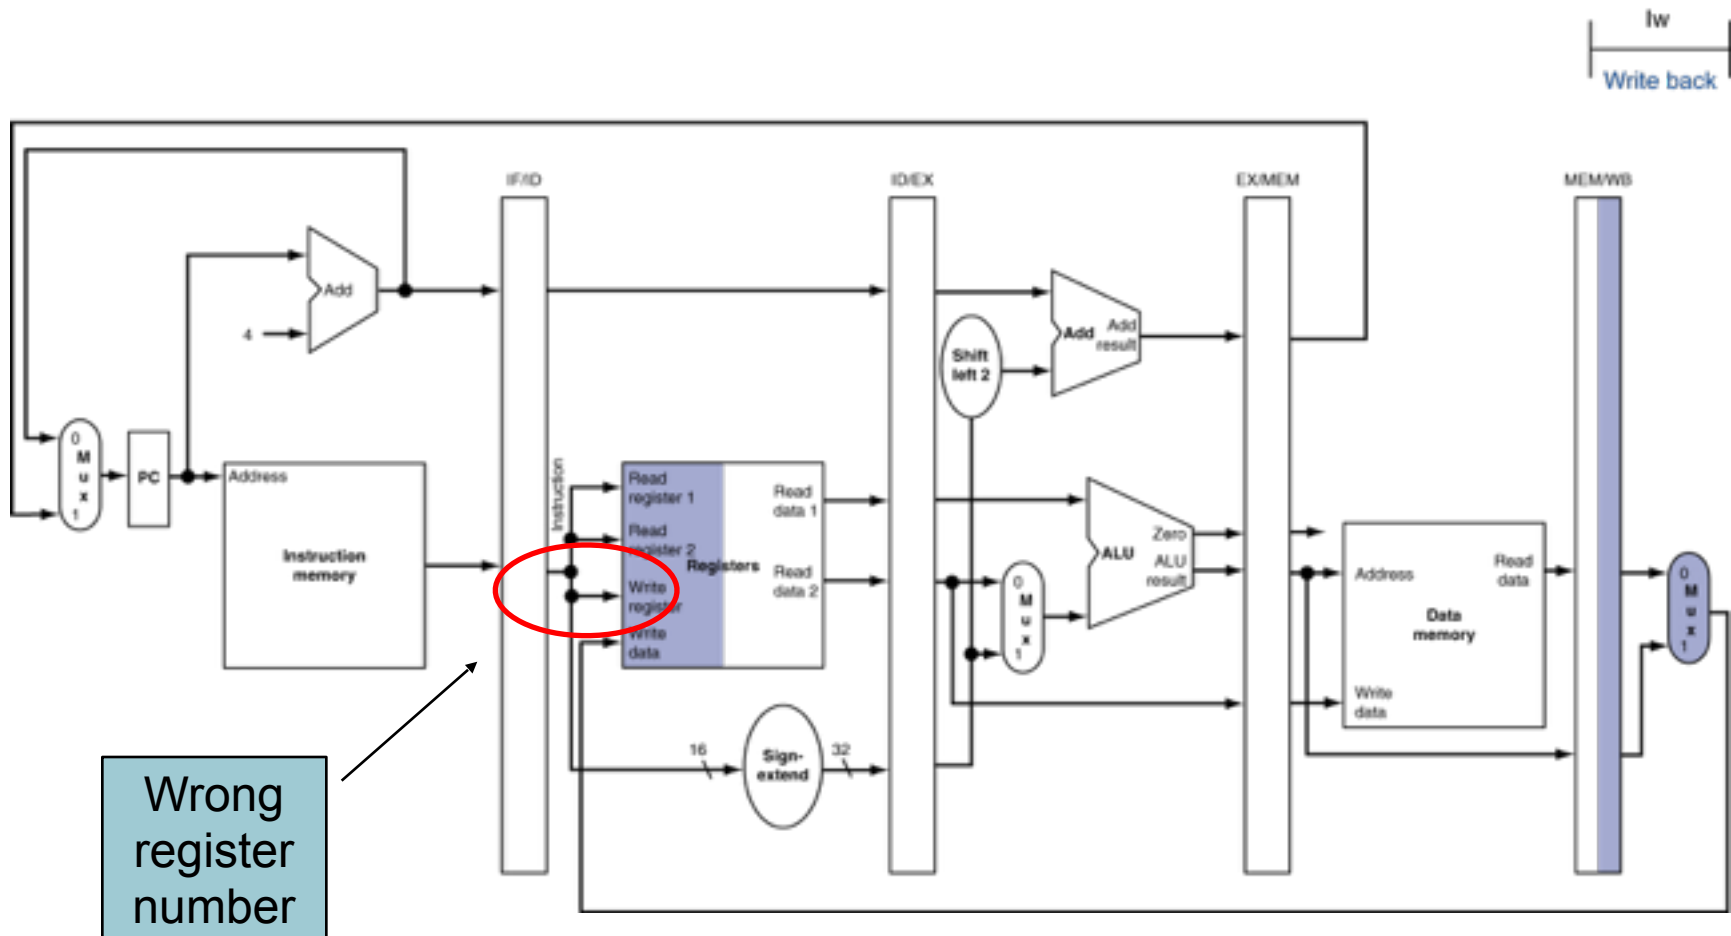 lw
Write back
IF/ID
ID/EX
EX/MEM
MEM/WB
Add
4
Shift
left 2
Add
Add
result
0
M
u
x
1
PC
Address
Instruction
memory
Instruction
Read
register 1
Read
register 2
Write
register
Write
data
Registers
Read
data 1
Read
data 2
16
Sign-
extend
32
0
M
u
x
1
Zero
ALU
ALU
result
Address
Read
data
Data
memory
Write
data
0
M
u
x
1
Wrong
register
number